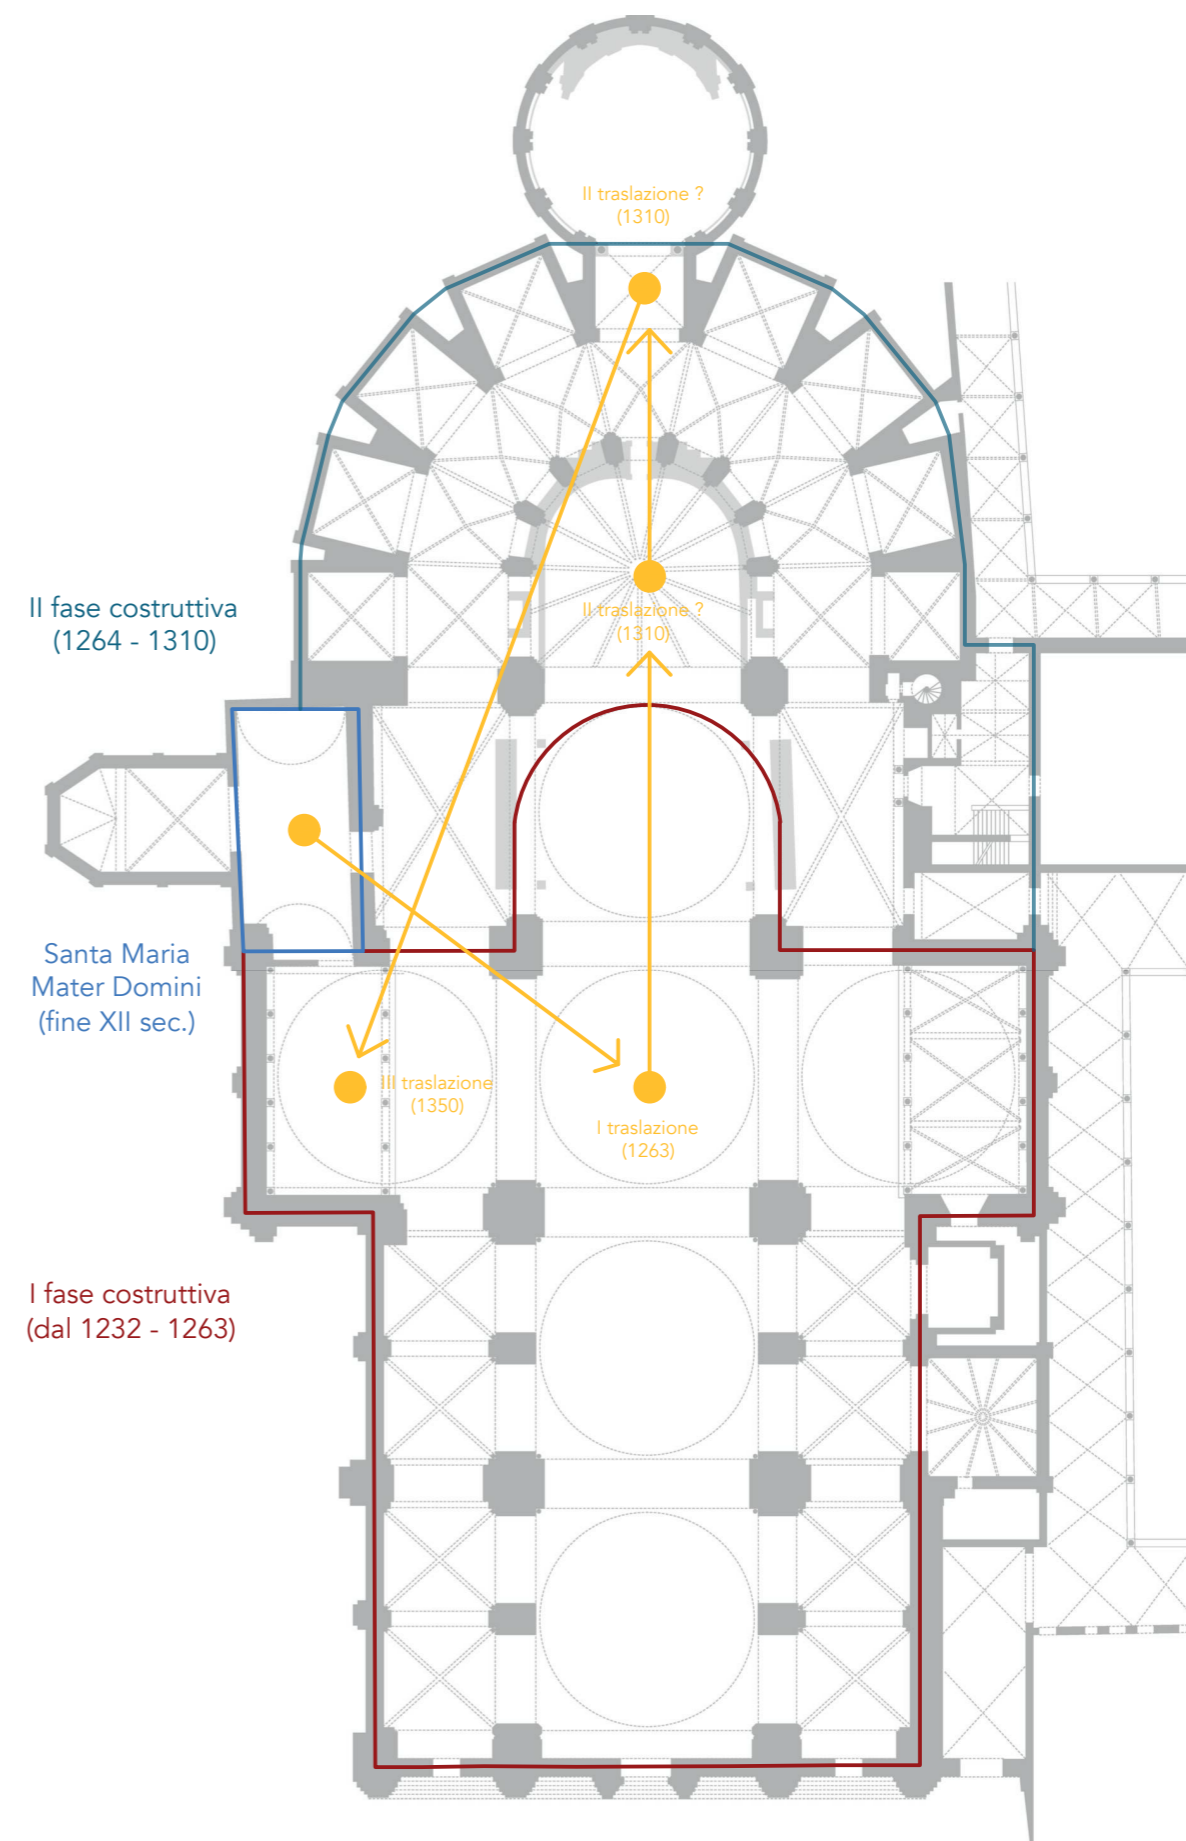 II traslazione ?
(1310)
II traslazione ?
(1310)
II fase costruttiva
(1264 - 1310)
Santa Maria
Mater Domini
(fine XII sec.)
III traslazione
(1350)
I traslazione
(1263)
I fase costruttiva
(dal 1232 - 1263)